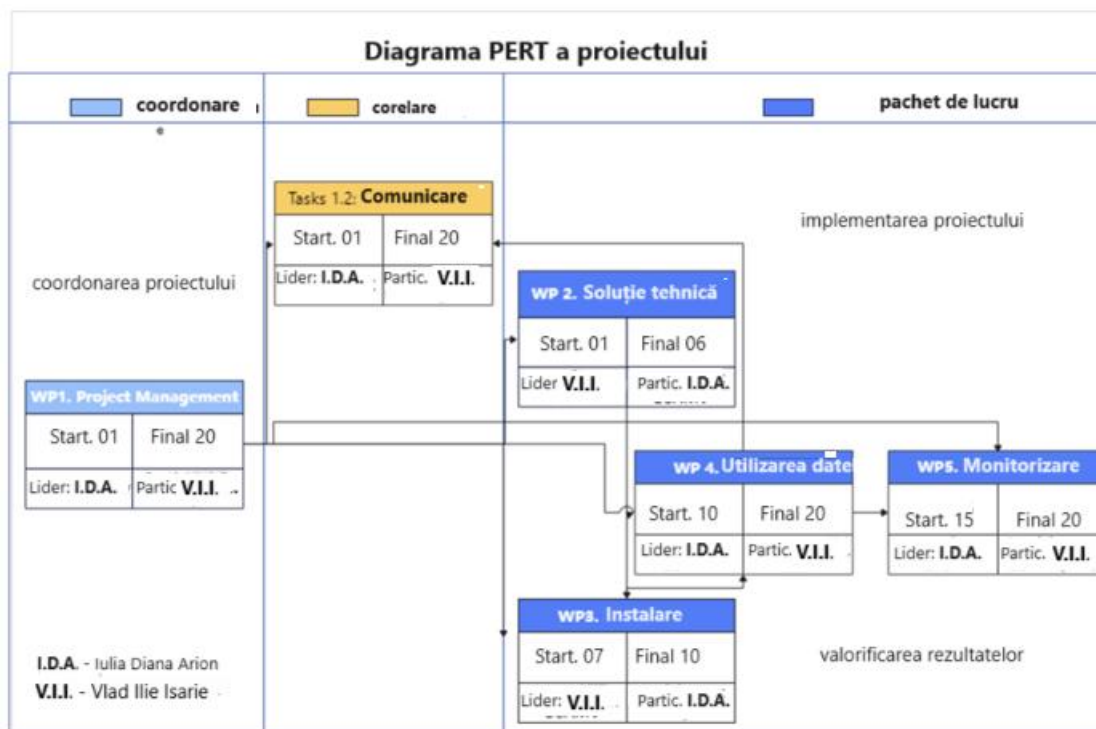 Diagrama PERT a proiectului
coordonare
corelare
pachet de lucru
Tasks 1.2: Comunicare
Start. 01 Final 20
Lider: I.D.A. Partic. V.I.I.
implementarea proiectului
coordonarea proiectului
WP 2. Soluție tehnică
Start. 01 Final 06
Lider V.I.I. Partic. I.D.A.
WP1. Project Management
Start. 01 Final 20
Lider: I.D.A. Partic V.I.I.
WP 4. Utilizarea date
Start. 10 Final 20
Lider: I.D.A. Partic. V.I.I.
WP5. Monitorizare
Start. 15 Final 20
Lider: I.D.A. Partic. V.I.I.
WP3. Instalare
Start. 07 Final 10
Lider: V.I.I. Partic. I.D.A.
valorificarea rezultatelor
I.D.A. - Iulia Diana Arion
V.I.I. - Vlad Ilie Isarie